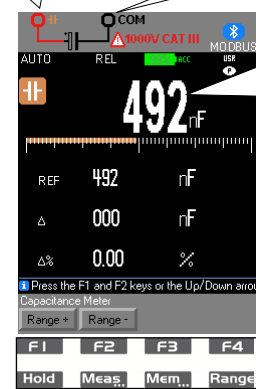 COM
1000V CAT III
MODBUS
AUTO REL ACC USR
P
492 nF
REF 492 nF
Δ 000 nF
Δ% 0.00 %
Press the F1 and F2 keys or the Up/Down arrou
Capacitance Meter
Range + Range -
F1 F2 F3 F4
Hold Meas... Mem... Range